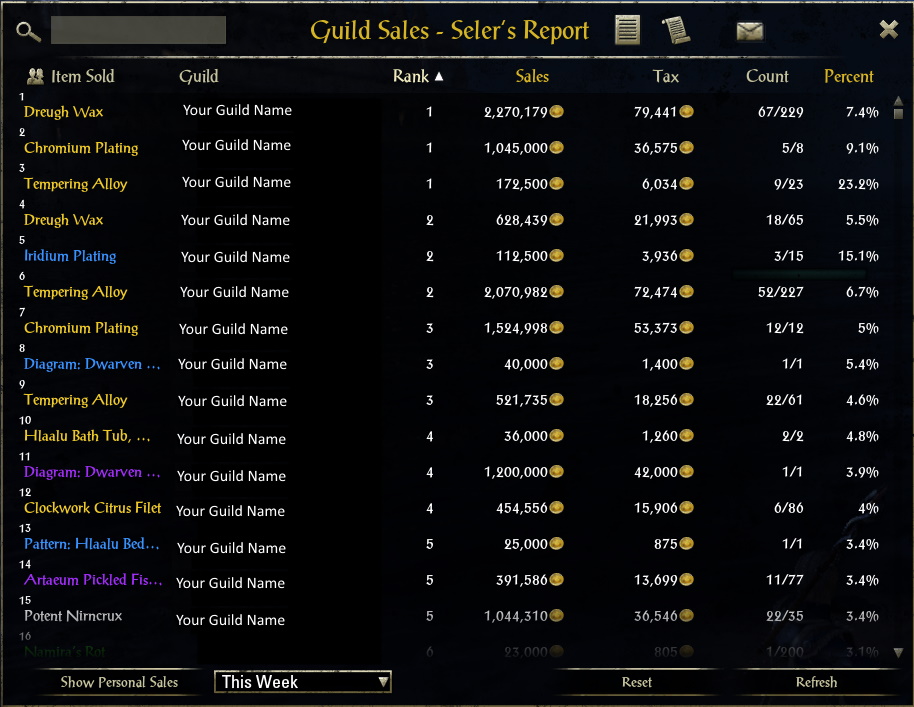 Guild Sales - Seler's Report
Item Sold Guild Rank ▲ Sales Tax Count Percent
1
Dreugh Wax Your Guild Name 1 2,270,179 79,441 67/229 7.4%
2
Chromium Plating Your Guild Name 1 1,045,000 36,575 5/8 9.1%
3
Tempering Alloy Your Guild Name 1 172,500 6,034 9/23 23.2%
4
Dreugh Wax Your Guild Name 2 628,439 21,993 18/65 5.5%
5
Iridium Plating Your Guild Name 2 112,500 3,936 3/15 15.1%
6
Tempering Alloy Your Guild Name 2 2,070,982 72,474 52/227 6.7%
7
Chromium Plating Your Guild Name 3 1,524,998 53,373 12/12 5%
8
Diagram: Dwarven ... Your Guild Name 3 40,000 1,400 1/1 5.4%
9
Tempering Alloy Your Guild Name 3 521,735 18,256 22/61 4.6%
10
Hlaalu Bath Tub, ... Your Guild Name 4 36,000 1,260 2/2 4.8%
11
Diagram: Dwarven ... Your Guild Name 4 1,200,000 42,000 1/1 3.9%
12
Clockwork Citrus Filet Your Guild Name 4 454,556 15,906 6/86 4%
13
Pattern: Hlaalu Bed... Your Guild Name 5 25,000 875 1/1 3.4%
14
Artaeum Pickled Fis... Your Guild Name 5 391,586 13,699 11/77 3.4%
15
Potent Nirncrux Your Guild Name 5 1,044,310 36,546 22/35 3.4%
16
Namira's Rot 6 23,000 805 1/200 3.1%
Show Personal Sales This Week Reset Refresh